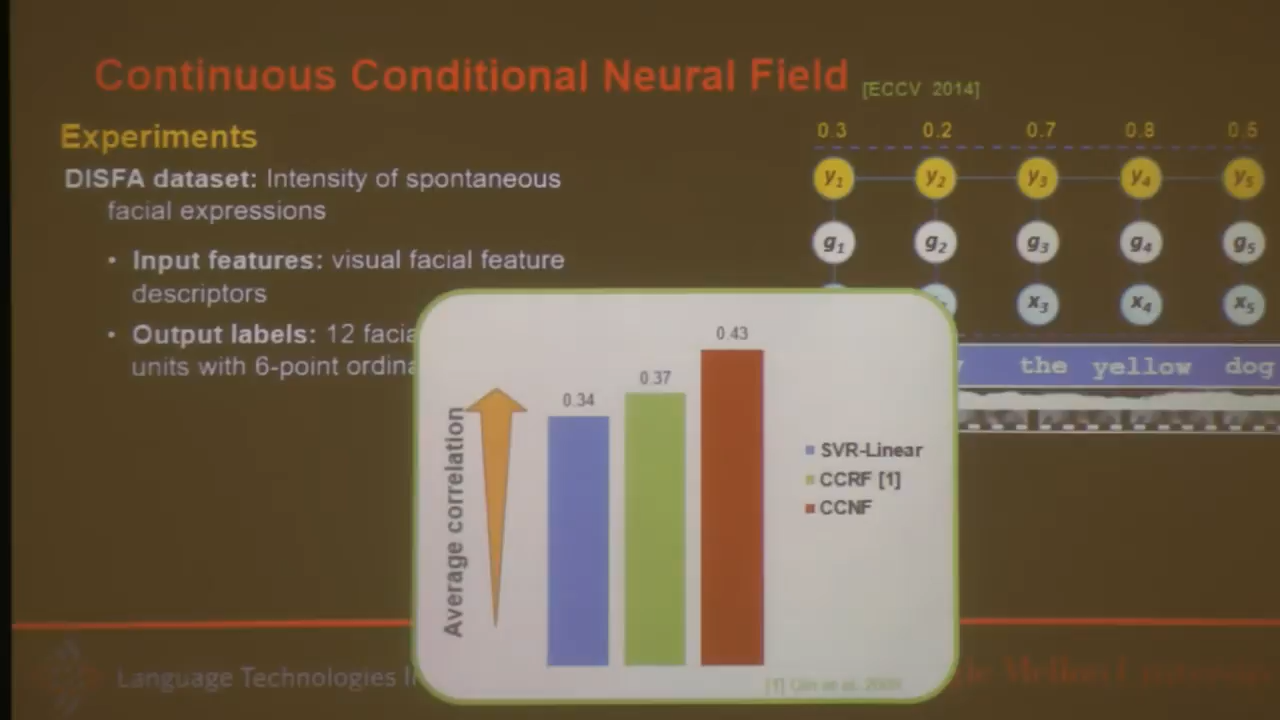 Continuous Conditional Neural Field [ECCV 2014]
Experiments
DISFA dataset: Intensity of spontaneous
facial expressions
• Input features: visual facial feature
descriptors
• Output labels: 12 facia
units with 6-point ordina
0.3 0.2 0.7 0.8 0.5
y1 y2 y3 y4 y5
g1 g2 g3 g4 g5
x3 x4 x5
y the yellow dog
0.43
0.37
0.34
Average correlation
SVR-Linear
CCRF [1]
CCNF
Language Technologies I